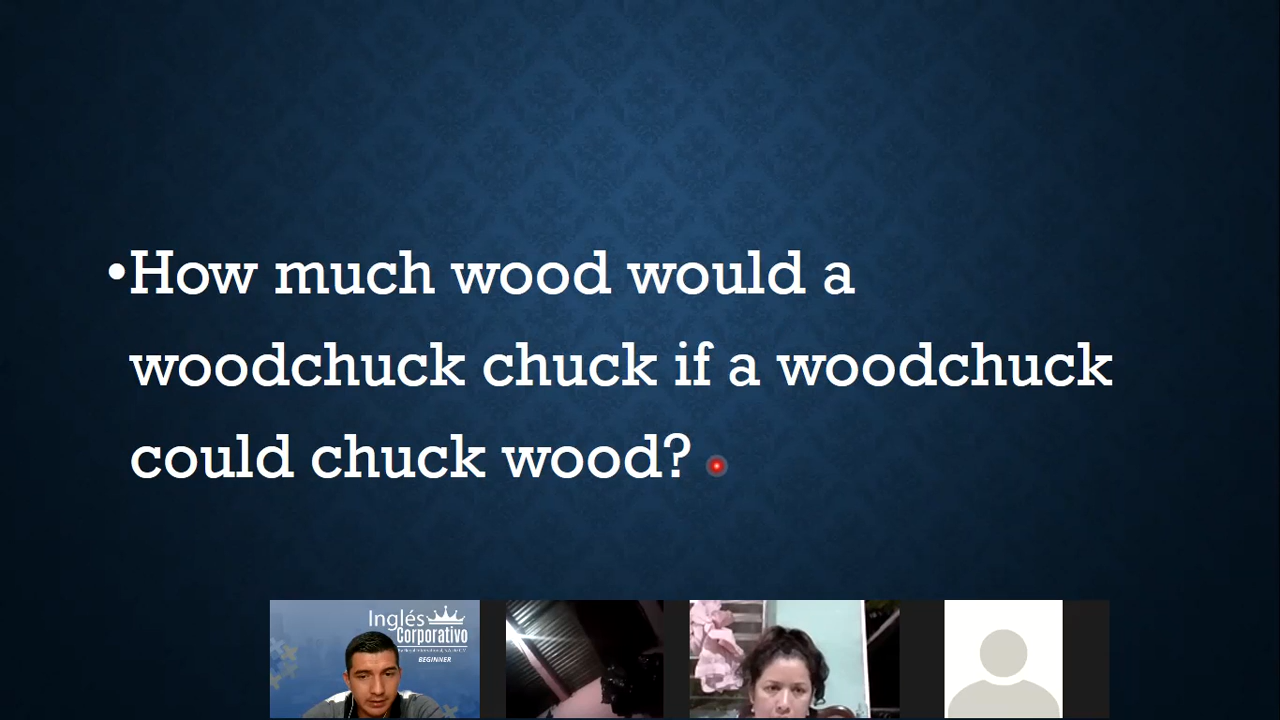 •How much wood would a
woodchuck chuck if a woodchuck
could chuck wood?
Inglés
Corporativo
BEGINNER